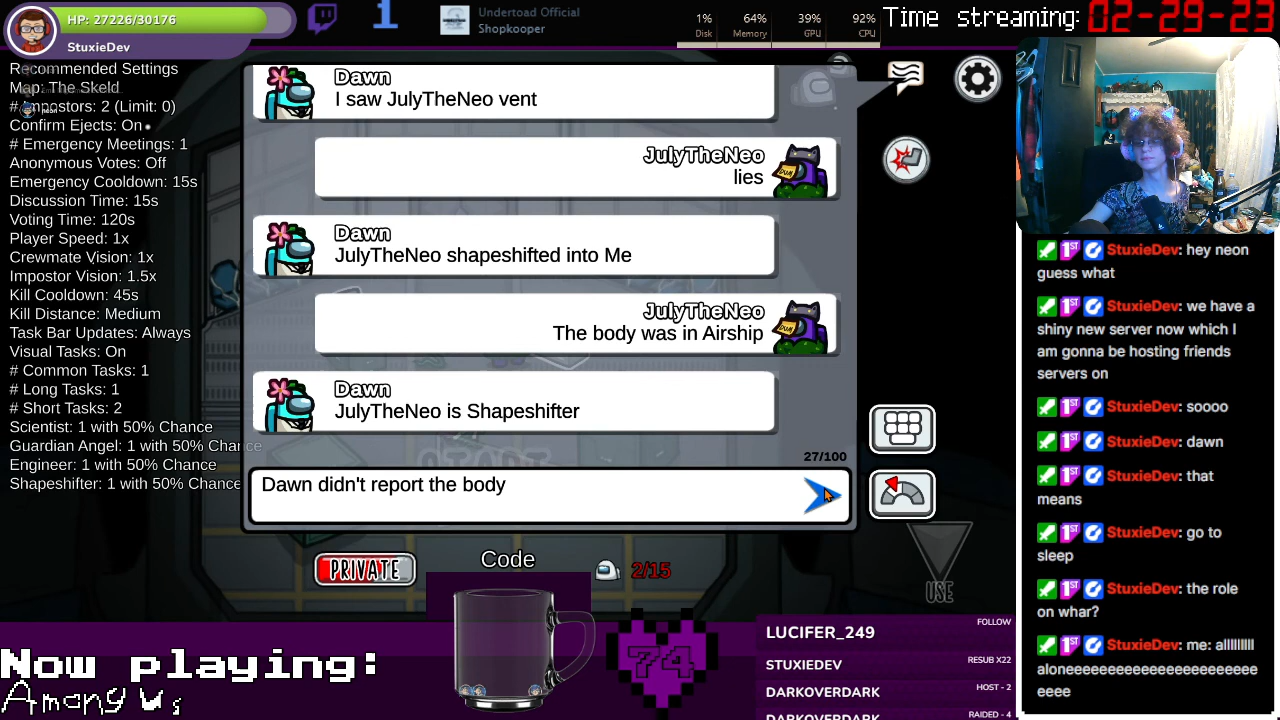 HP: 27226/30176
StuxieDev
1
Undertoad Official
Shopkooper
1%
Disk
64%
Memory
39%
GPU
92%
CPU
Time streaming: 02-29-23
Recommended Settings
Map: The Skeld
# Impostors: 2 (Limit: 0)
Confirm Ejects: On
# Emergency Meetings: 1
Anonymous Votes: Off
Emergency Cooldown: 15s
Discussion Time: 15s
Voting Time: 120s
Player Speed: 1x
Crewmate Vision: 1x
Impostor Vision: 1.5x
Kill Cooldown: 45s
Kill Distance: Medium
Task Bar Updates: Always
Visual Tasks: On
# Common Tasks: 1
# Long Tasks: 1
# Short Tasks: 2
Scientist: 1 with 50% Chance
Guardian Angel: 1 with 50% Chance
Engineer: 1 with 50% Chance
Shapeshifter: 1 with 50% Chance
Dawn
I saw JulyTheNeo vent
JulyTheNeo
lies
DUM
Dawn
JulyTheNeo shapeshifted into Me
JulyTheNeo
The body was in Airship
DUM
Dawn
JulyTheNeo is Shapeshifter
27/100
Dawn didn't report the body
PRIVATE
Code
2/15
USE
StuxieDev: hey neon
guess what
StuxieDev: we have a
shiny new server now which I
am gonna be hosting friends
servers on
StuxieDev: soooo
StuxieDev: dawn
StuxieDev: that
means
StuxieDev: go to
sleep
StuxieDev: the role
on whar?
StuxieDev: me: allllllllll
aloneeeeeeeeeeeeeeeeeeeeee
eeee
Now playing:
Among Us
74
LUCIFER_249
FOLLOW
STUXIEDEV
RESUB X22
DARKOVERDARK
HOST - 2
DARKOVERDARK
RAIDED - 4